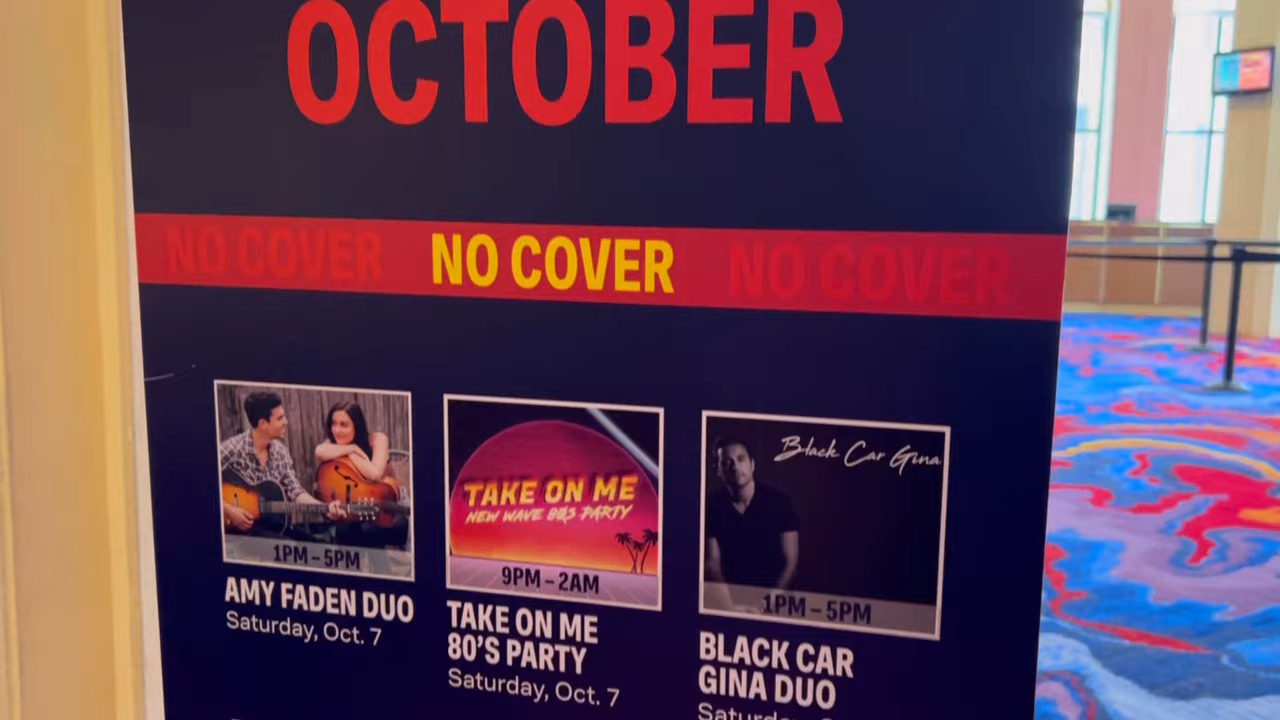 OCTOBER
NO COVER NO COVER NO COVER
1PM – 5PM
AMY FADEN DUO
Saturday, Oct. 7
TAKE ON ME
NEW WAVE 80S PARTY
9PM – 2AM
TAKE ON ME
80'S PARTY
Saturday, Oct. 7
Black Car Gina
1PM – 5PM
BLACK CAR
GINA DUO